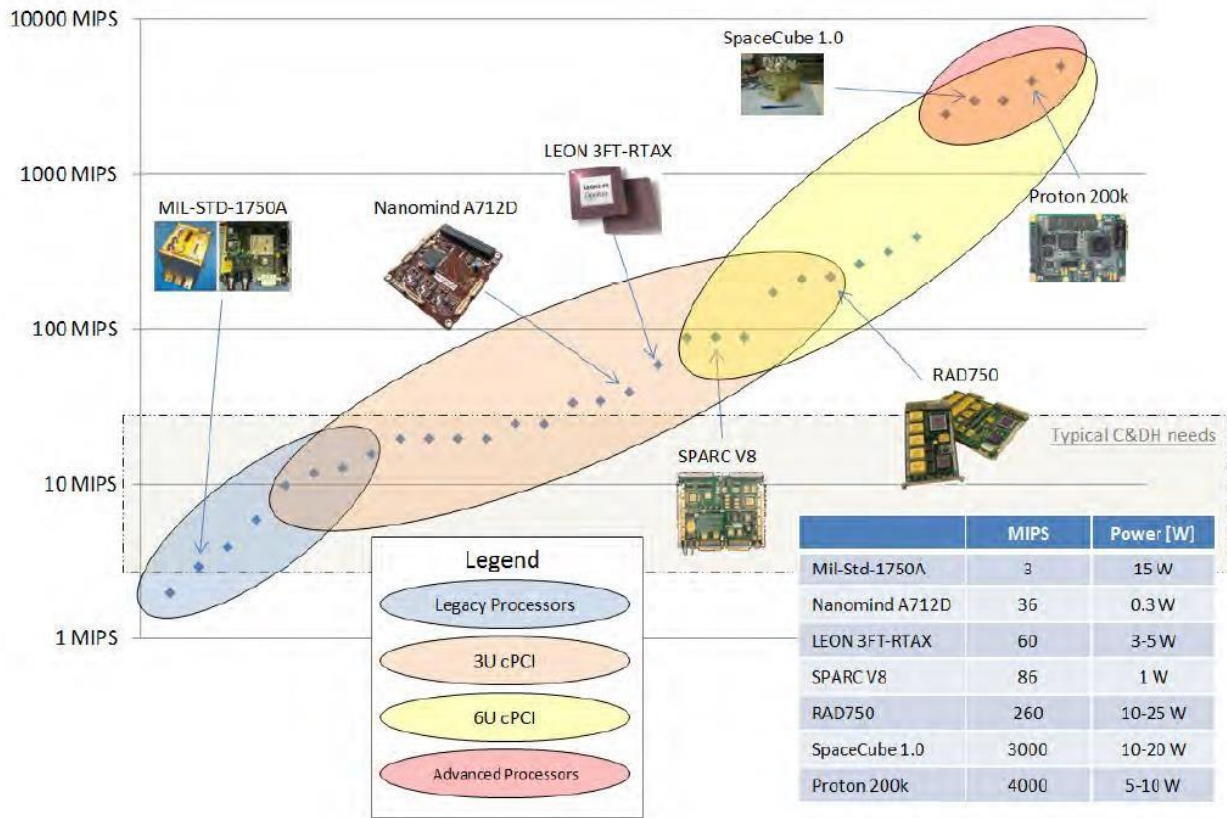 10000 MIPS
SpaceCube 1.0
LEON 3FT-RTAX
1000 MIPS
MIL-STD-1750A
Nanomind A712D
Proton 200k
100 MIPS
RAD750
Typical C&DH needs
SPARC V8
10 MIPS
1 MIPS
Legend
Legacy Processors
3U cPCI
6U cPCI
Advanced Processors
MIPS Power [W]
Mil-Std-1750A 3 15 W
Nanomind A712D 36 0.3 W
LEON 3FT-RTAX 60 3-5 W
SPARC V8 86 1 W
RAD750 260 10-25 W
SpaceCube 1.0 3000 10-20 W
Proton 200k 4000 5-10 W